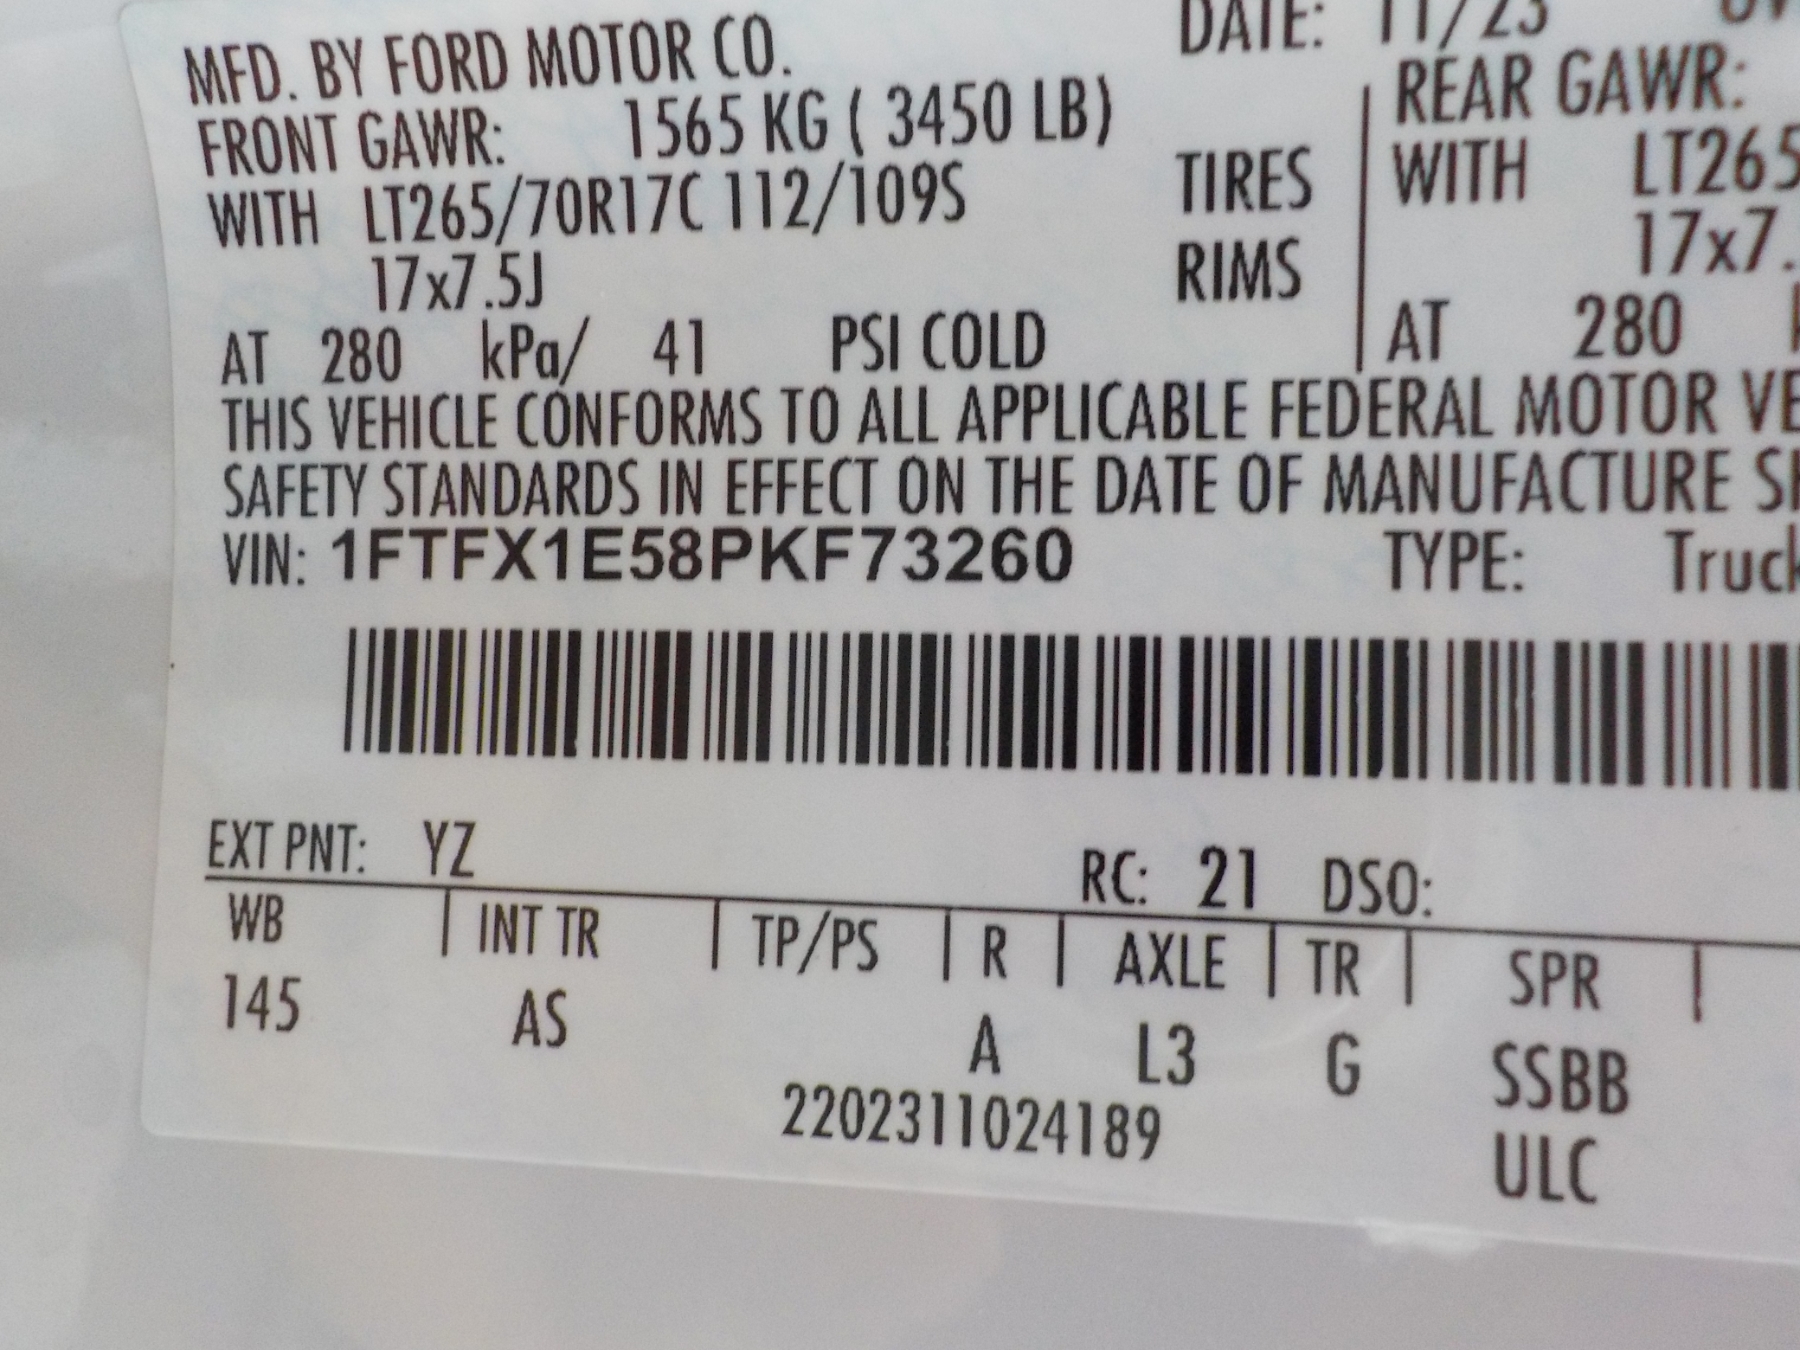 MFD. BY FORD MOTOR CO. DATE: 11/23
FRONT GAWR: 1565 KG ( 3450 LB) REAR GAWR:
WITH LT265/70R17C 112/109S TIRES WITH LT265
17x7.5J RIMS 17x7.
AT 280 kPa/ 41 PSI COLD AT 280
THIS VEHICLE CONFORMS TO ALL APPLICABLE FEDERAL MOTOR VE
SAFETY STANDARDS IN EFFECT ON THE DATE OF MANUFACTURE SH
VIN: 1FTFX1E58PKF73260 TYPE: Truck
EXT PNT: YZ RC: 21 DSO:
WB INT TR TP/PS R AXLE TR SPR
145 AS A L3 G SSBB
2202311024189 ULC